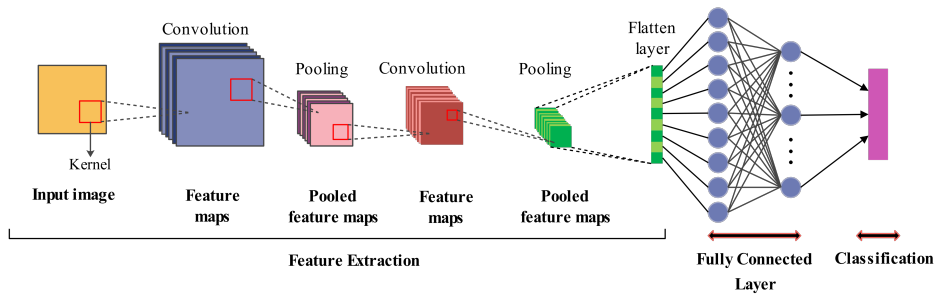 Convolution
Pooling
Convolution
Pooling
Flatten
layer
Kernel
Input image
Feature
maps
Pooled
feature maps
Feature
maps
Pooled
feature maps
Feature Extraction
Fully Connected
Layer
Classification